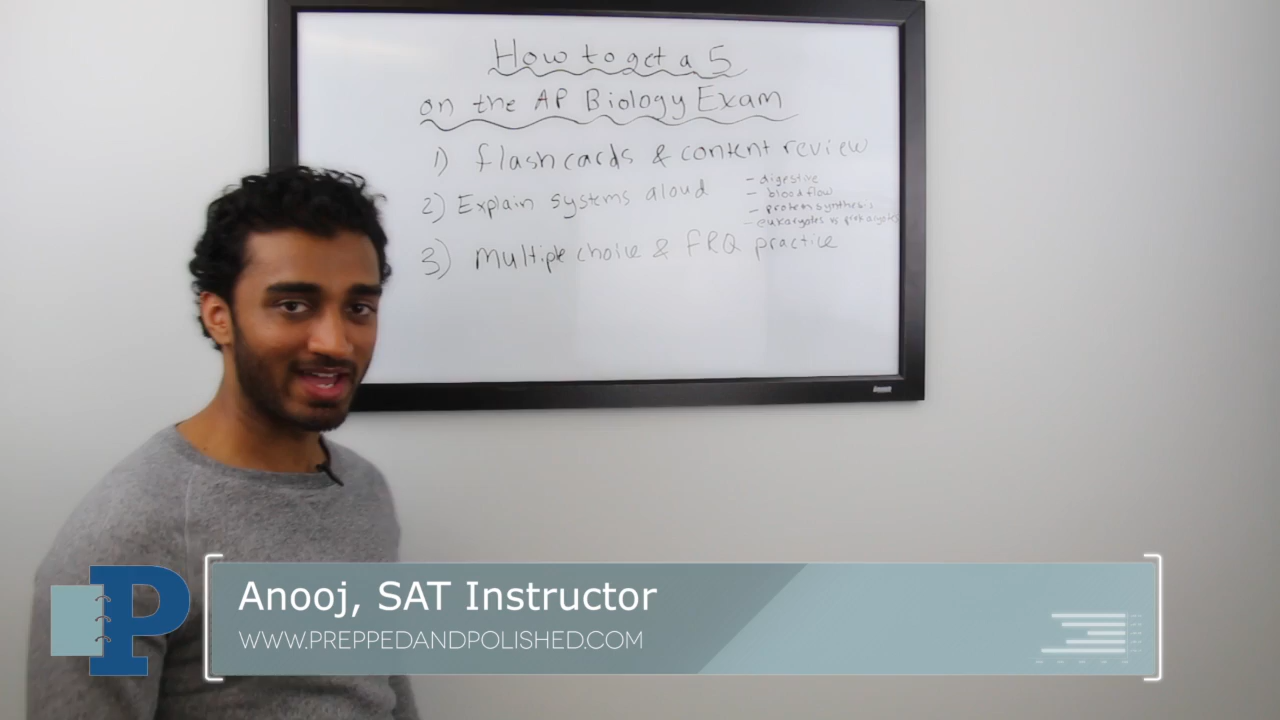 How to get a 5
on the AP Biology Exam
1) flashcards & content review
2) Explain systems aloud
- digestive
- blood flow
- protein synthesis
- eukaryotes vs prokaryotes
3) multiple choice & FRQ practice
P
Anooj, SAT Instructor
WWW.PREPPEDANDPOLISHED.COM